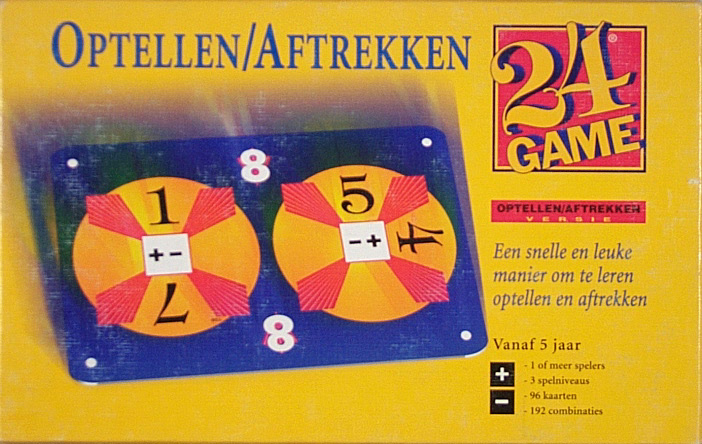 OPTELLEN/AFTREKKEN
24
®
GAME
OPTELLEN/AFTREKKEN
VERSIE
Een snelle en leuke
manier om te leren
optellen en aftrekken
Vanaf 5 jaar
+ - 1 of meer spelers
- 3 spelniveaus
− - 96 kaarten
- 192 combinaties
8
1
+ −
7
5
− +
4
8